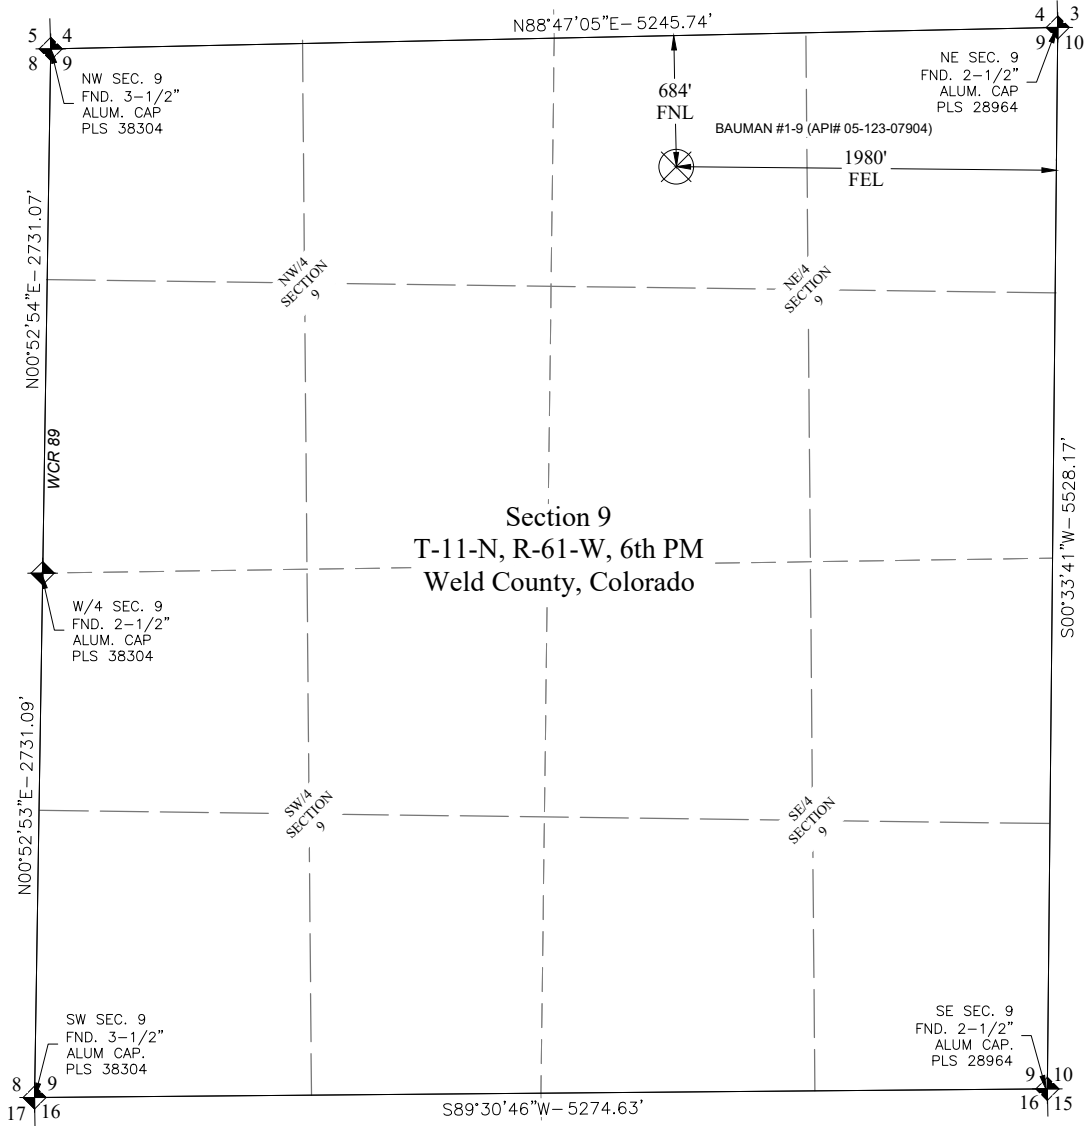 N88°47'05"E- 5245.74'
5 4
8 9
4 3
9 10
NW SEC. 9
FND. 3-1/2"
ALUM. CAP
PLS 38304
NE SEC. 9
FND. 2-1/2"
ALUM. CAP
PLS 28964
684'
FNL
BAUMAN #1-9 (API# 05-123-07904)
1980'
FEL
N00°52'54"E- 2731.07'
NW/4
SECTION
9
NE/4
SECTION
9
WCR 89
Section 9
T-11-N, R-61-W, 6th PM
Weld County, Colorado
S00°33'41"W- 5528.17'
W/4 SEC. 9
FND. 2-1/2"
ALUM. CAP
PLS 38304
N00°52'53"E- 2731.09'
SW/4
SECTION
9
SE/4
SECTION
9
SW SEC. 9
FND. 3-1/2"
ALUM CAP.
PLS 38304
SE SEC. 9
FND. 2-1/2"
ALUM CAP.
PLS 28964
8 9
17 16
S89°30'46"W- 5274.63'
9 10
16 15